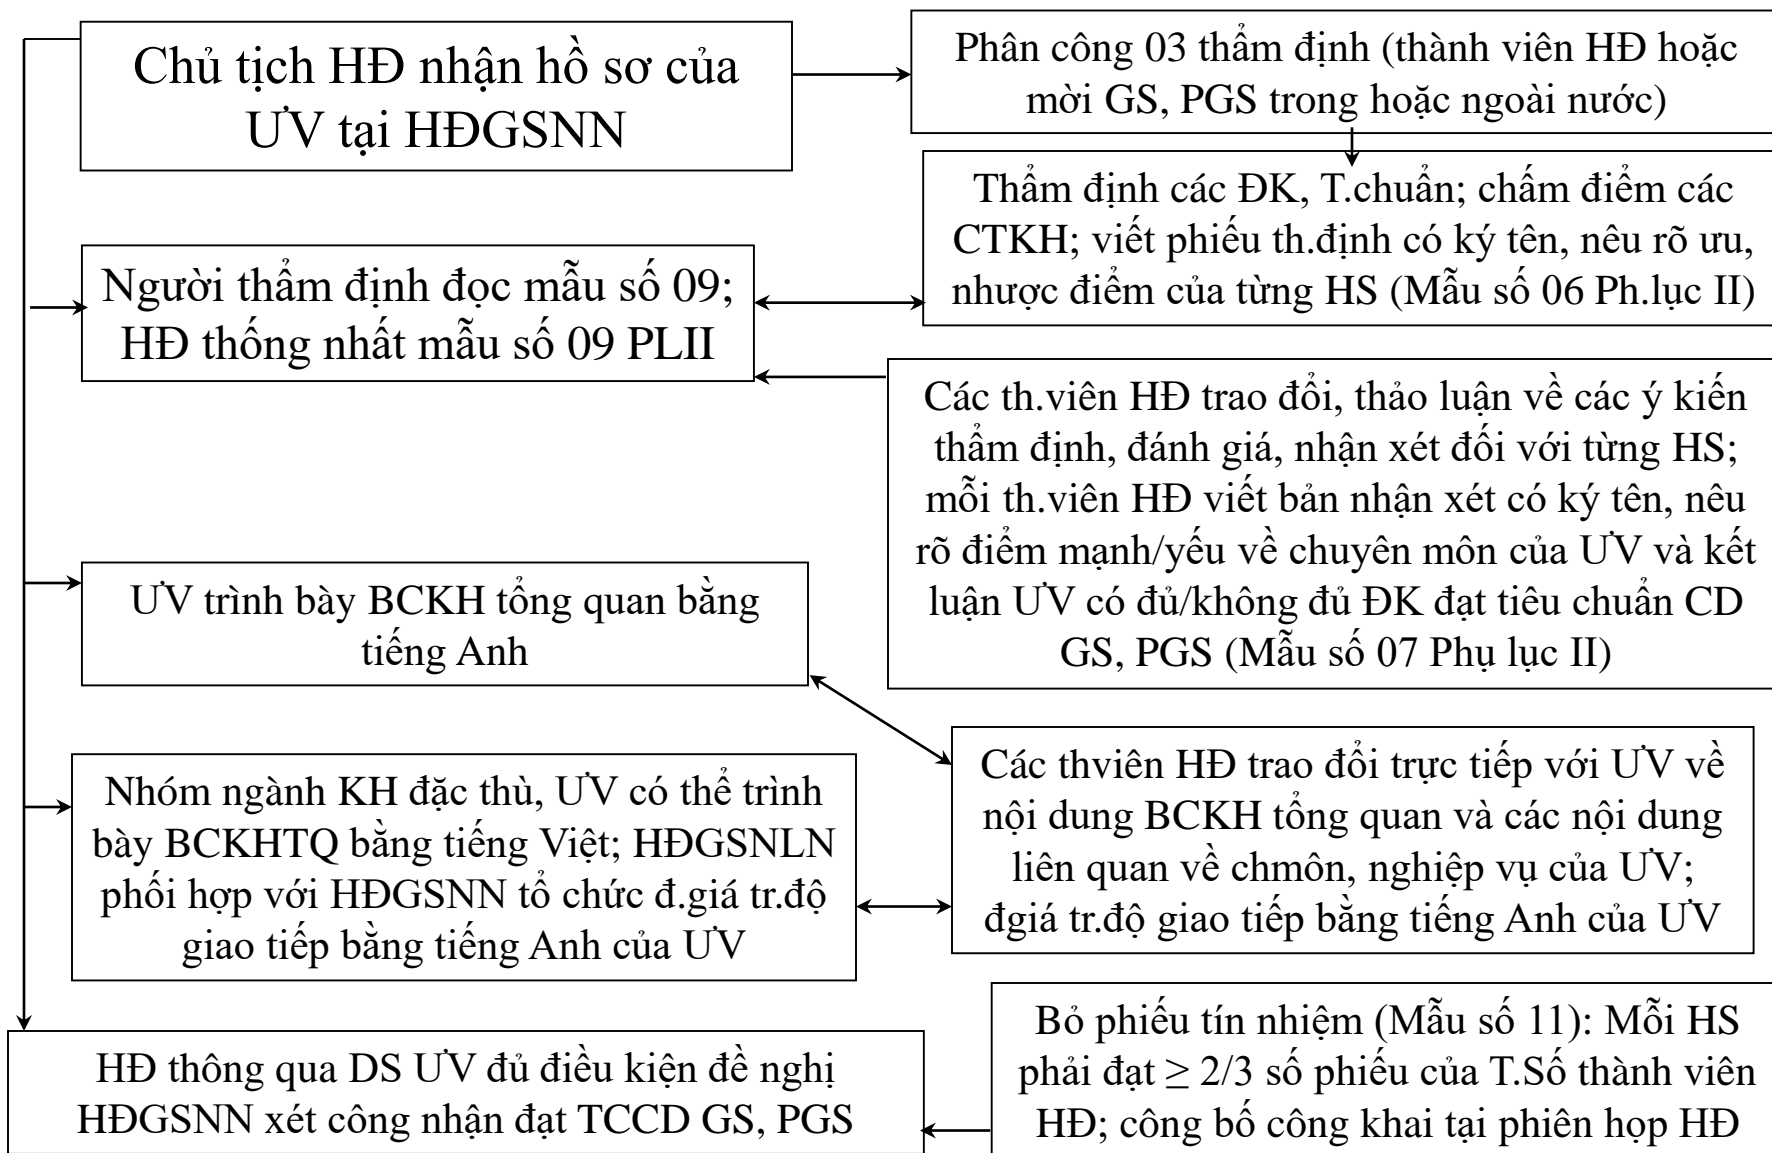 Chủ tịch HĐ nhận hồ sơ của
ƯV tại HĐGSNN
Phân công 03 thẩm định (thành viên HĐ hoặc
mời GS, PGS trong hoặc ngoài nước)
Thẩm định các ĐK, T.chuẩn; chấm điểm các
CTKH; viết phiếu th.định có ký tên, nêu rõ ưu,
nhược điểm của từng HS (Mẫu số 06 Ph.lục II)
Người thẩm định đọc mẫu số 09;
HĐ thống nhất mẫu số 09 PLII
Các th.viên HĐ trao đổi, thảo luận về các ý kiến
thẩm định, đánh giá, nhận xét đối với từng HS;
mỗi th.viên HĐ viết bản nhận xét có ký tên, nêu
rõ điểm mạnh/yếu về chuyên môn của ƯV và kết
luận ƯV có đủ/không đủ ĐK đạt tiêu chuẩn CD
GS, PGS (Mẫu số 07 Phụ lục II)
ƯV trình bày BCKH tổng quan bằng
tiếng Anh
Các thviên HĐ trao đổi trực tiếp với ƯV về
nội dung BCKH tổng quan và các nội dung
liên quan về chmôn, nghiệp vụ của ƯV;
đgiá tr.độ giao tiếp bằng tiếng Anh của ƯV
Nhóm ngành KH đặc thù, ƯV có thể trình
bày BCKHTQ bằng tiếng Việt; HĐGSNLN
phối hợp với HĐGSNN tổ chức đ.giá tr.độ
giao tiếp bằng tiếng Anh của ƯV
Bỏ phiếu tín nhiệm (Mẫu số 11): Mỗi HS
phải đạt ≥ 2/3 số phiếu của T.Số thành viên
HĐ; công bố công khai tại phiên họp HĐ
HĐ thông qua DS ƯV đủ điều kiện đề nghị
HĐGSNN xét công nhận đạt TCCD GS, PGS